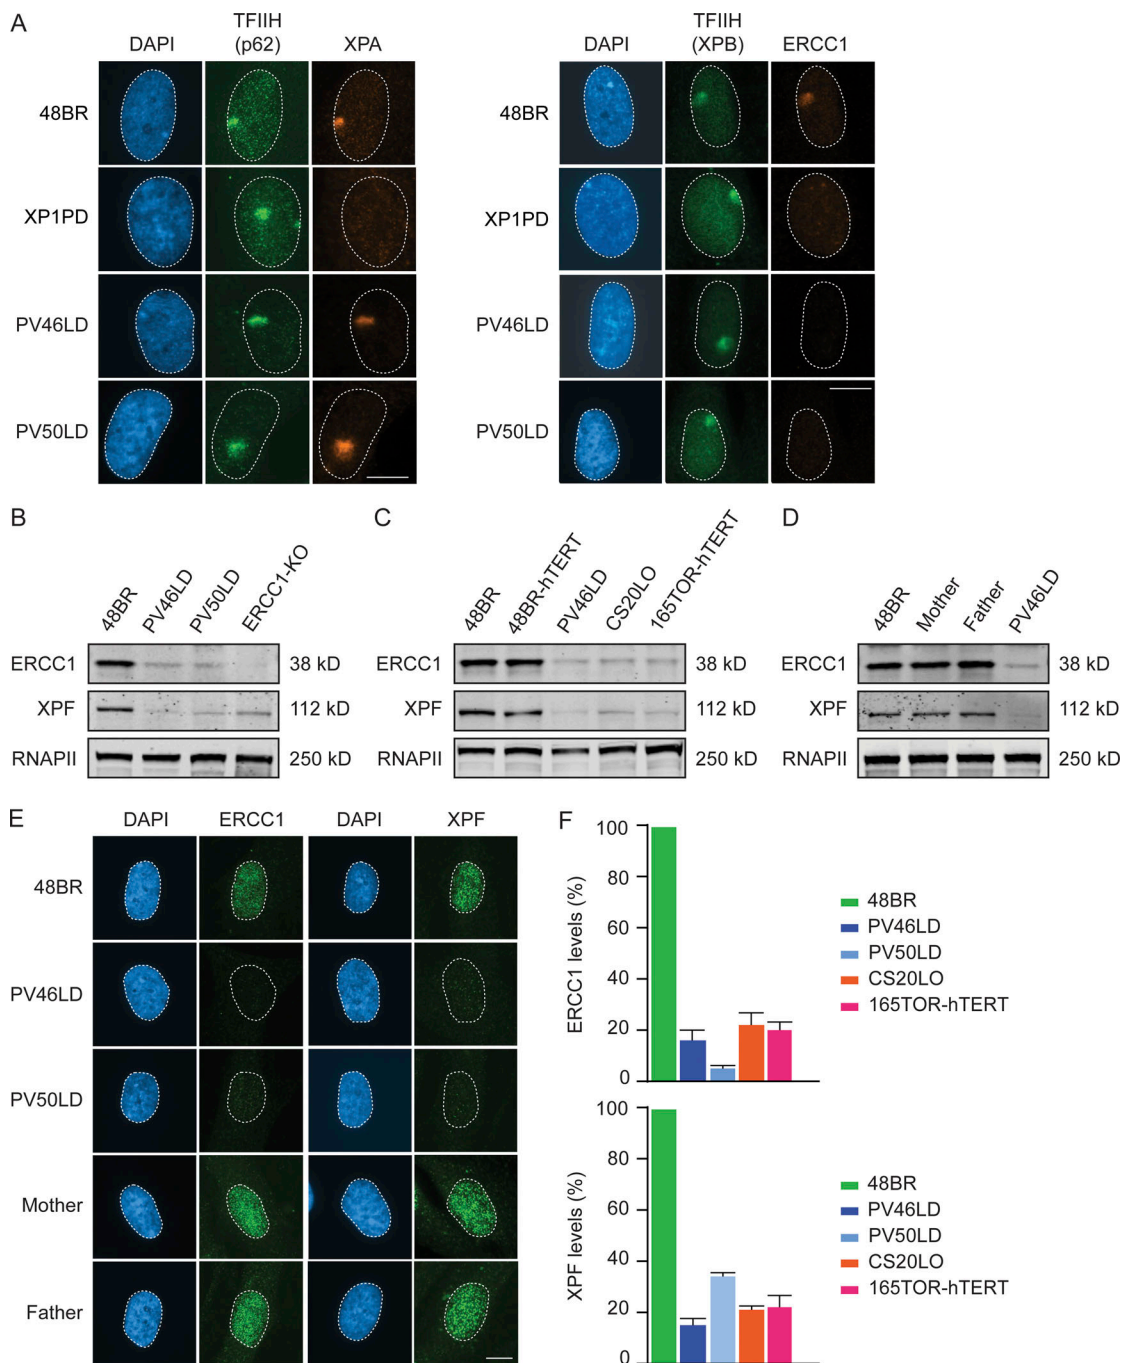 A
DAPI
TFIIH
(p62)
XPA
48BR
XP1PD
PV46LD
PV50LD
DAPI
TFIIH
(XPB)
ERCC1
48BR
XP1PD
PV46LD
PV50LD
B
48BR
PV46LD
PV50LD
ERCC1-KO
ERCC1
38 kD
XPF
112 kD
RNAPII
250 kD
C
48BR
48BR-hTERT
PV46LD
CS20LO
165TOR-hTERT
ERCC1
38 kD
XPF
112 kD
RNAPII
250 kD
D
48BR
Mother
Father
PV46LD
ERCC1
38 kD
XPF
112 kD
RNAPII
250 kD
E
DAPI
ERCC1
DAPI
XPF
48BR
PV46LD
PV50LD
Mother
Father
F
ERCC1 levels (%)
100
80
60
40
20
0
48BR
PV46LD
PV50LD
CS20LO
165TOR-hTERT
XPF levels (%)
100
80
60
40
20
0
48BR
PV46LD
PV50LD
CS20LO
165TOR-hTERT